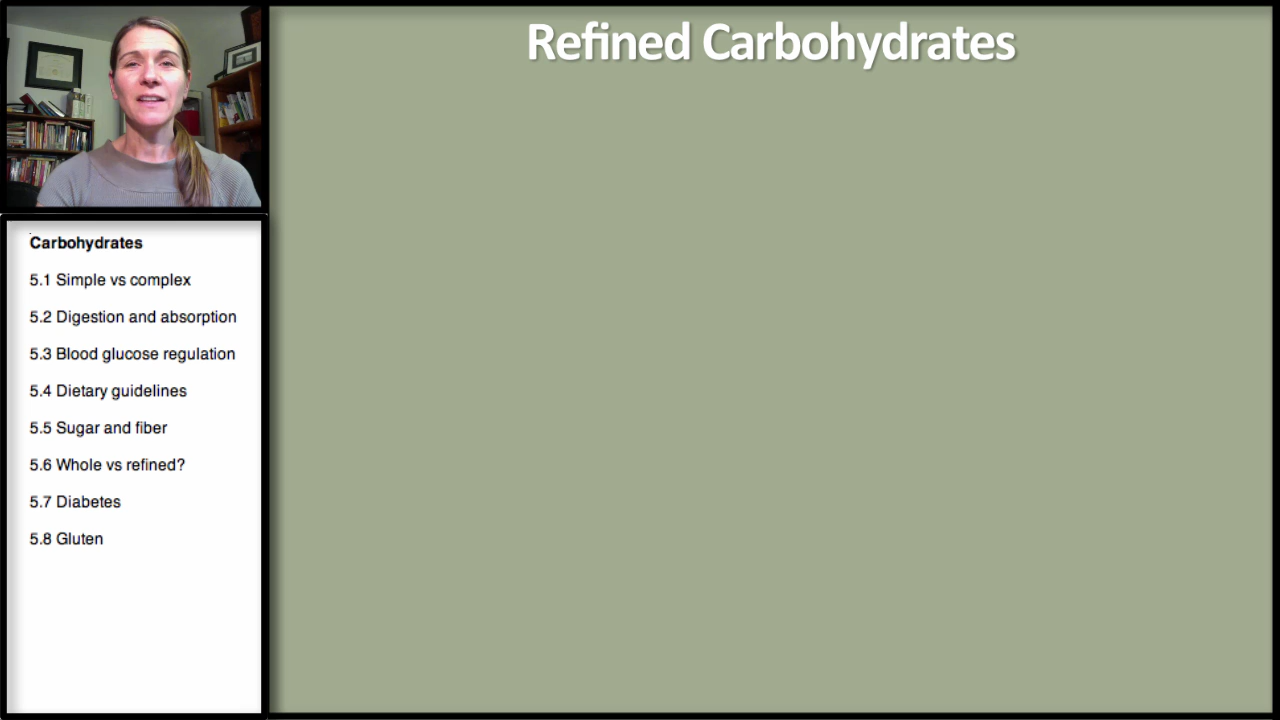 Refined Carbohydrates
Carbohydrates
5.1 Simple vs complex
5.2 Digestion and absorption
5.3 Blood glucose regulation
5.4 Dietary guidelines
5.5 Sugar and fiber
5.6 Whole vs refined?
5.7 Diabetes
5.8 Gluten